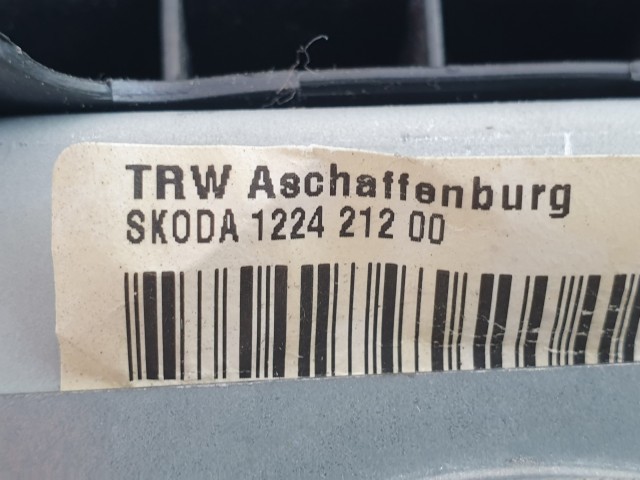 TRW Aschaffenburg
SKODA 1224 212 00